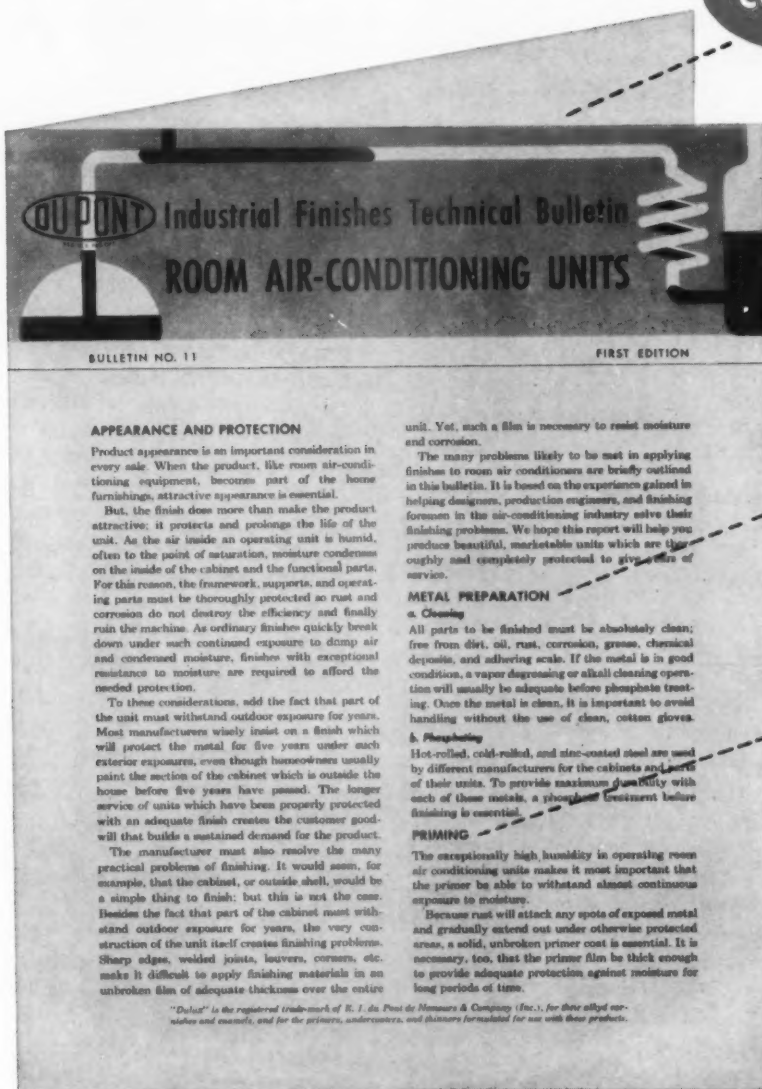 DU PONT
Industrial Finishes Technical Bulletin
ROOM AIR-CONDITIONING UNITS
BULLETIN NO. 11
FIRST EDITION
APPEARANCE AND PROTECTION
Product appearance is an important consideration in
every sale. When the product, like room air-condi-
tioning equipment, becomes part of the home
furnishings, attractive appearance is essential.
But, the finish does more than make the product
attractive; it protects and prolongs the life of the
unit. As the air inside an operating unit is humid,
often to the point of saturation, moisture condenses
on the inside of the cabinet and the functional parts.
For this reason, the framework, supports, and operat-
ing parts must be thoroughly protected so rust and
corrosion do not destroy the efficiency and finally
ruin the machine. As ordinary finishes quickly break
down under such continued exposure to damp air
and condensed moisture, finishes with exceptional
resistance to moisture are required to afford the
needed protection.
To these considerations, add the fact that part of
the unit must withstand outdoor exposure for years.
Most manufacturers wisely insist on a finish which
will protect the metal for five years under such
exterior exposures, even though homeowners usually
paint the section of the cabinet which is outside the
house before five years have passed. The longer
service of units which have been properly protected
with an adequate finish creates the customer good-
will that builds a sustained demand for the product.
The manufacturer must also resolve the many
practical problems of finishing. It would seem, for
example, that the cabinet, or outside shell, would be
a simple thing to finish; but this is not the case.
Besides the fact that part of the cabinet must with-
stand outdoor exposure for years, the very con-
struction of the unit itself creates finishing problems.
Sharp edges, welded joints, louvers, corners, etc.
make it difficult to apply finishing materials in an
unbroken film of adequate thickness over the entire
unit. Yet, such a film is necessary to resist moisture
and corrosion.
The many problems likely to be met in applying
finishes to room air conditioners are briefly outlined
in this bulletin. It is based on the experience gained in
helping designers, production engineers, and finishing
foremen in the air-conditioning industry solve their
finishing problems. We hope this report will help you
produce beautiful, marketable units which are thor-
oughly and completely protected to give years of
service.
METAL PREPARATION
a. Cleaning
All parts to be finished must be absolutely clean;
free from dirt, oil, rust, corrosion, grease, chemical
deposits, and adhering scale. If the metal is in good
condition, a vapor degreasing or alkali cleaning opera-
tion will usually be adequate before phosphate treat-
ing. Once the metal is clean, it is important to avoid
handling without the use of clean, cotton gloves.
b. Phosphating
Hot-rolled, cold-rolled, and zinc-coated steel are used
by different manufacturers for the cabinets and parts
of their units. To provide maximum durability with
each of these metals, a phosphate treatment before
finishing is essential.
PRIMING
The exceptionally high humidity in operating room
air conditioning units makes it most important that
the primer be able to withstand almost continuous
exposure to moisture.
Because rust will attack any spots of exposed metal
and gradually extend out under otherwise protected
areas, a solid, unbroken primer coat is essential. It is
necessary, too, that the primer film be thick enough
to provide adequate protection against moisture for
long periods of time.
"Dulux" is the registered trade-mark of E. I. du Pont de Nemours & Company (Inc.), for those alkyd var-
nishes and enamels, and for the primers, undercoaters, and thinners formulated for use with these products.